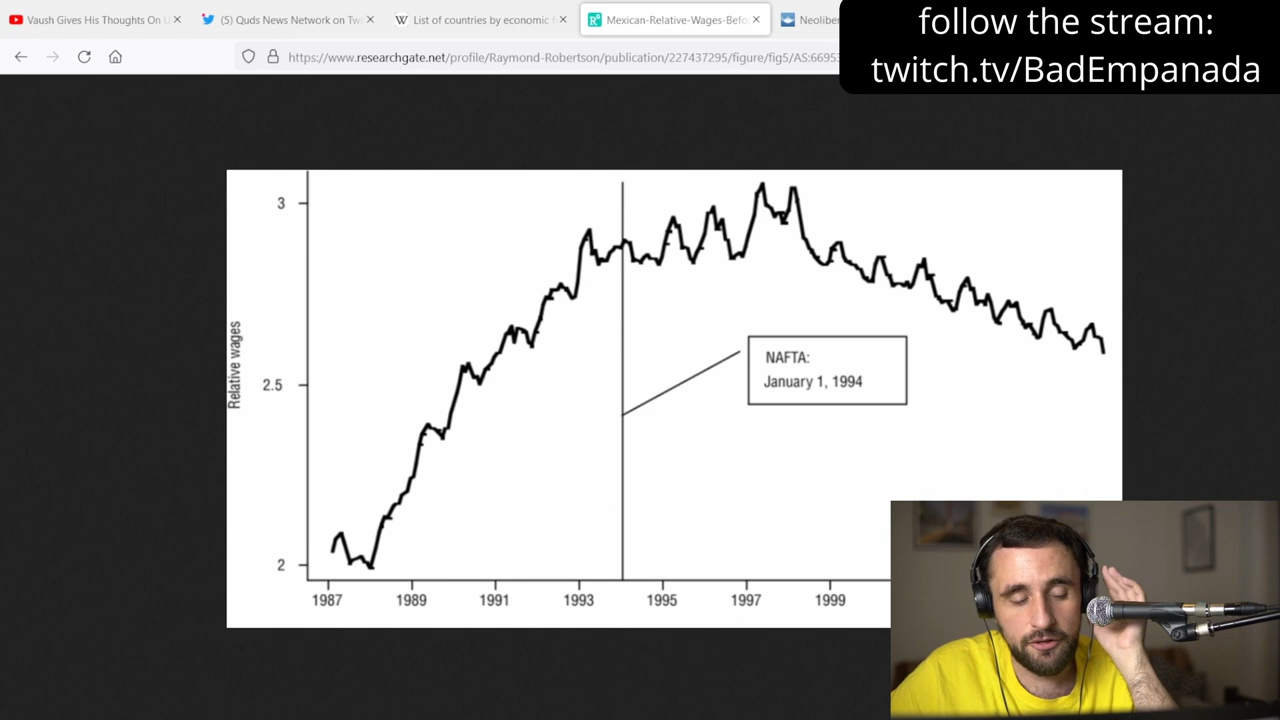 Vaush Gives His Thoughts On U
(5) Quds News Network on Tw
List of countries by economic f
Mexican-Relative-Wages-Befo
Neoliber
follow the stream:
twitch.tv/BadEmpanada
https://www.researchgate.net/profile/Raymond-Robertson/publication/227437295/figure/fig5/AS:66953
3
2.5
2
Relative wages
NAFTA:
January 1, 1994
1987
1989
1991
1993
1995
1997
1999